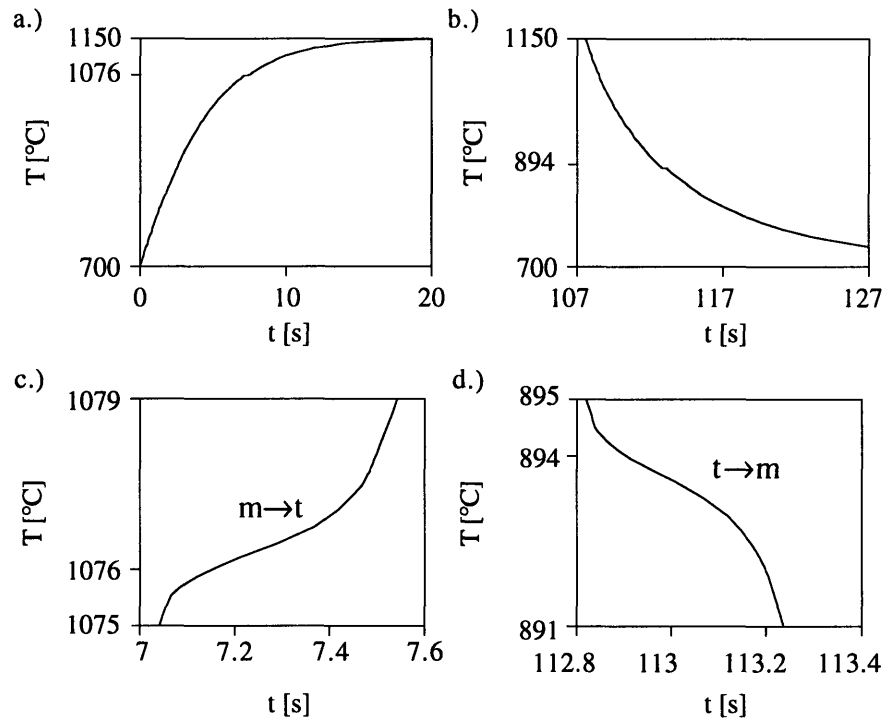 a.)
1150
1076
700
T [°C]
0
10
20
t [s]
b.)
1150
894
700
T [°C]
107
117
127
t [s]
c.)
1079
1076
1075
T [°C]
m→t
7
7.2
7.4
7.6
t [s]
d.)
895
894
891
T [°C]
t→m
112.8
113
113.2
113.4
t [s]